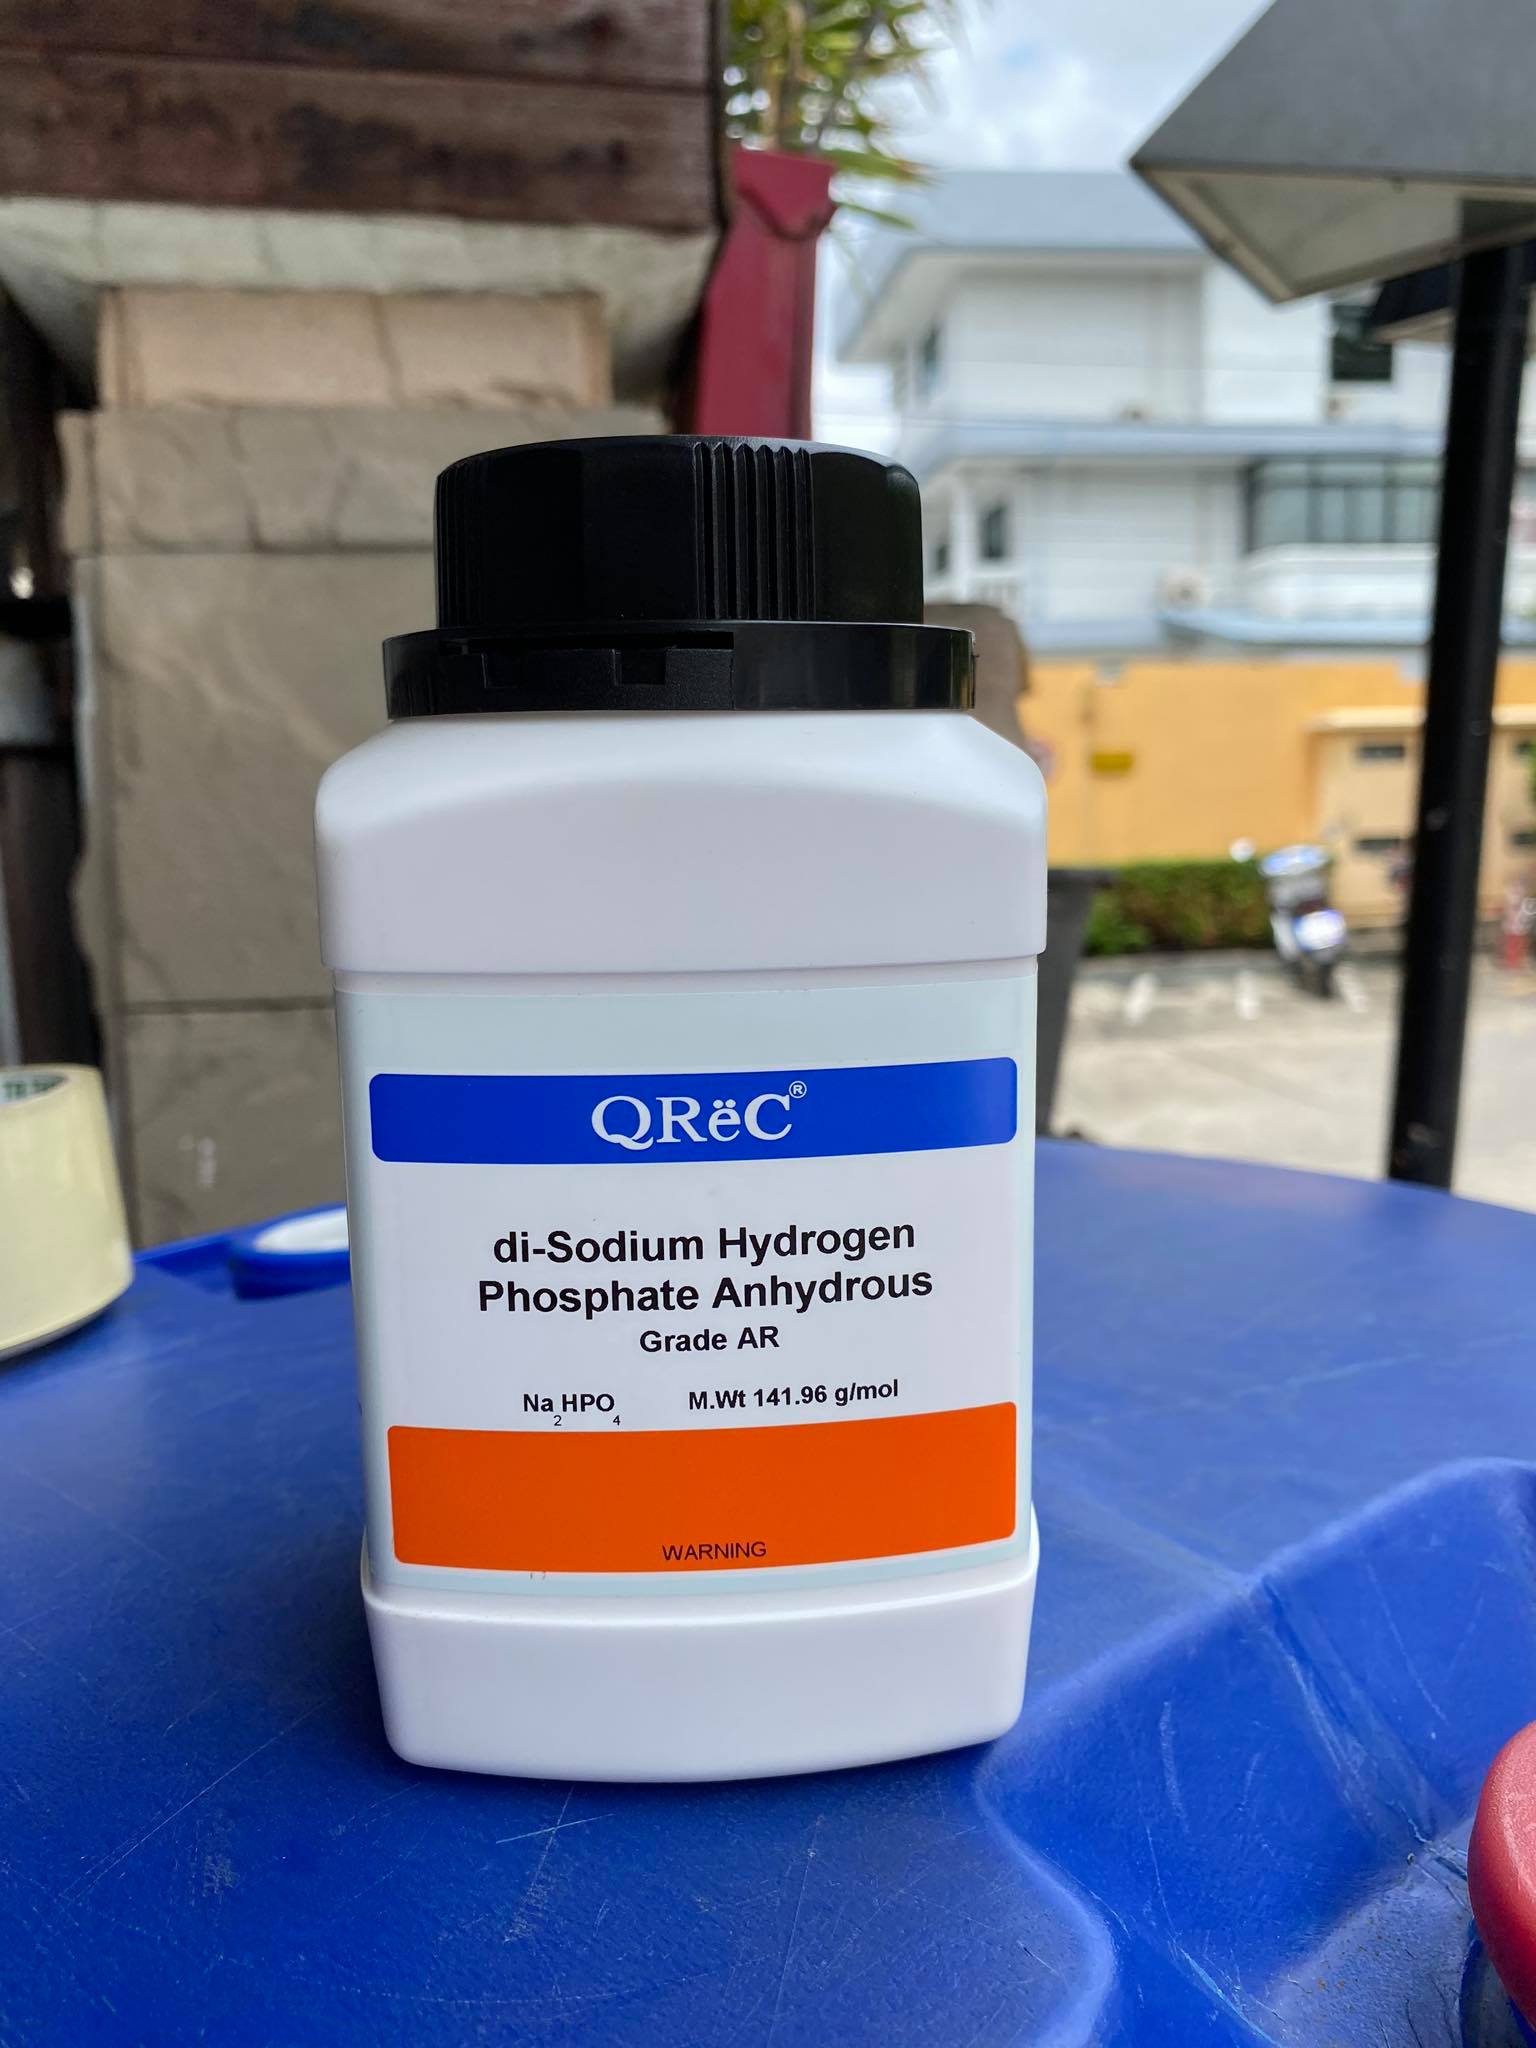 QRëC®
di-Sodium Hydrogen
Phosphate Anhydrous
Grade AR
Na2HPO4 M.Wt 141.96 g/mol
WARNING